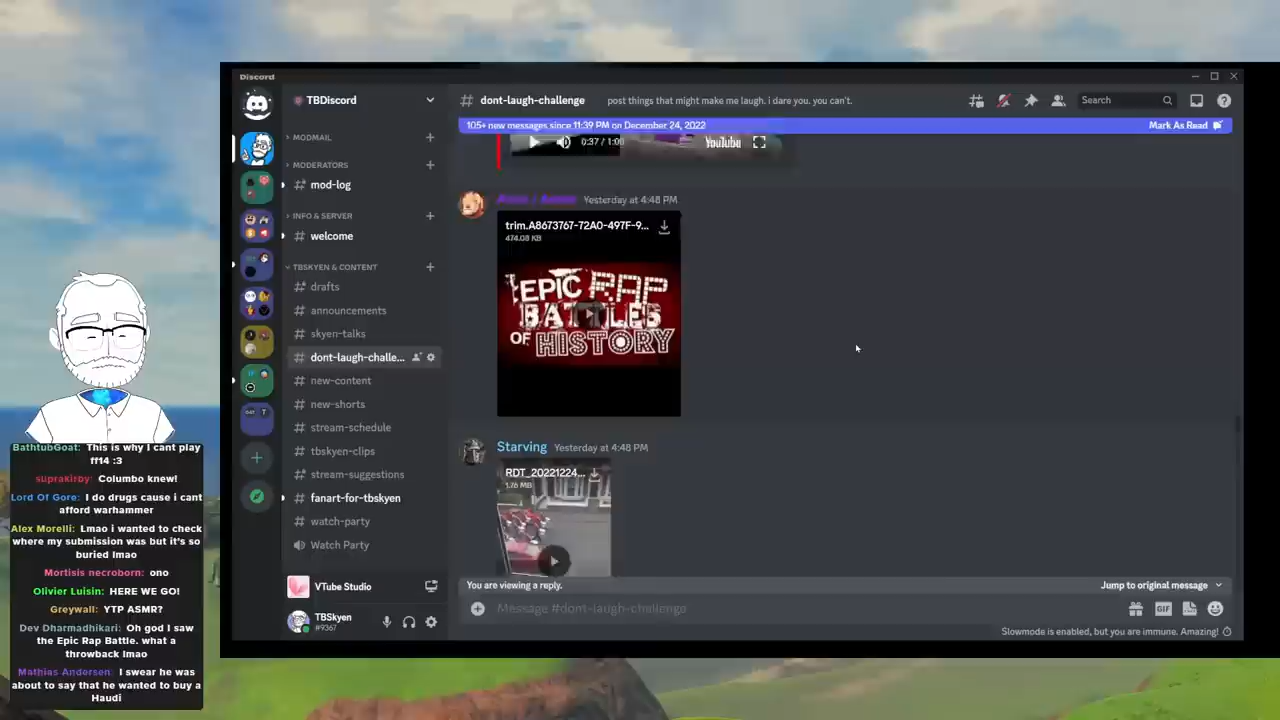 Discord
TBDiscord
# dont-laugh-challenge post things that might make me laugh. i dare you. you can't.
Search
105+ new messages since 11:39 PM on December 24, 2022
Mark As Read
MODMAIL
MODERATORS
mod-log
INFO & SERVER
welcome
TBSKYEN & CONTENT
drafts
announcements
skyen-talks
dont-laugh-challe...
new-content
new-shorts
stream-schedule
tbskyen-clips
stream-suggestions
fanart-for-tbskyen
watch-party
Watch Party
VTube Studio
TBSkyen
#9367
0:37 / 1:00
YouTube
Yesterday at 4:48 PM
trim.A8673767-72A0-497F-9...
474.08 KB
EPIC RAP
BATTLES
OF HISTORY
Starving Yesterday at 4:48 PM
RDT_20221224...
1.76 MB
You are viewing a reply.
Jump to original message
Message #dont-laugh-challenge
GIF
Slowmode is enabled, but you are immune. Amazing!
BathtubGoat: This is why I cant play
ff14 :3
suprakirby: Columbo knew!
Lord Of Gore: I do drugs cause i cant
afford warhammer
Alex Morelli: Lmao i wanted to check
where my submission was but it's so
buried lmao
Mortisis necroborn: ono
Olivier Luisin: HERE WE GO!
Greywall: YTP ASMR?
Dev Dharmadhikari: Oh god I saw
the Epic Rap Battle. what a
throwback lmao
Mathias Andersen: I swear he was
about to say that he wanted to buy a
Haudi